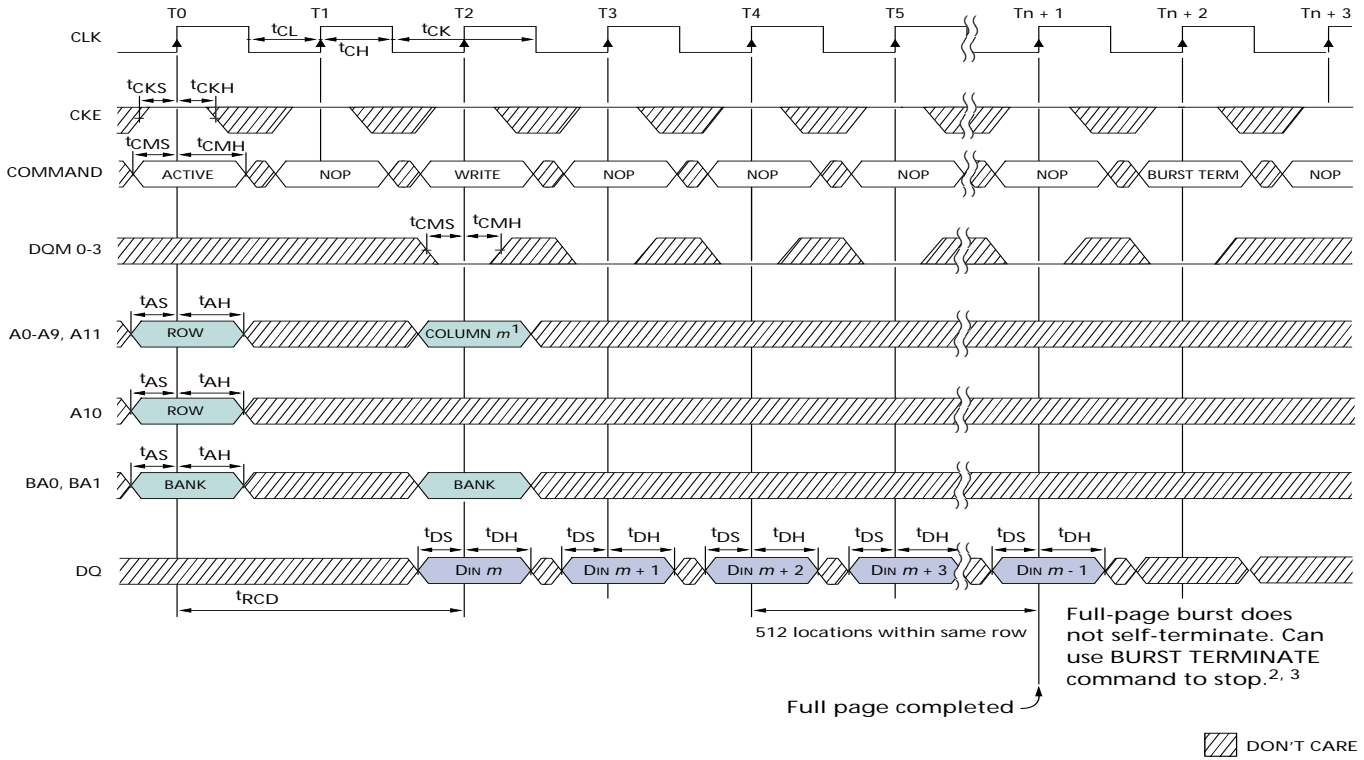 T0 T1 T2 T3 T4 T5 Tn + 1 Tn + 2 Tn + 3
CLK
tCL tCH tCK
tCKS tCKH
CKE
tCMS tCMH
COMMAND ACTIVE NOP WRITE NOP NOP NOP NOP BURST TERM NOP
tCMS tCMH
DQM 0-3
tAS tAH
A0-A9, A11 ROW COLUMN m1
tAS tAH
A10 ROW
tAS tAH
BA0, BA1 BANK BANK
tDS tDH tDS tDH tDS tDH tDS tDH tDS tDH
DQ DIN m DIN m + 1 DIN m + 2 DIN m + 3 DIN m - 1
tRCD
512 locations within same row
Full-page burst does
not self-terminate. Can
use BURST TERMINATE
command to stop.2, 3
Full page completed
DON'T CARE